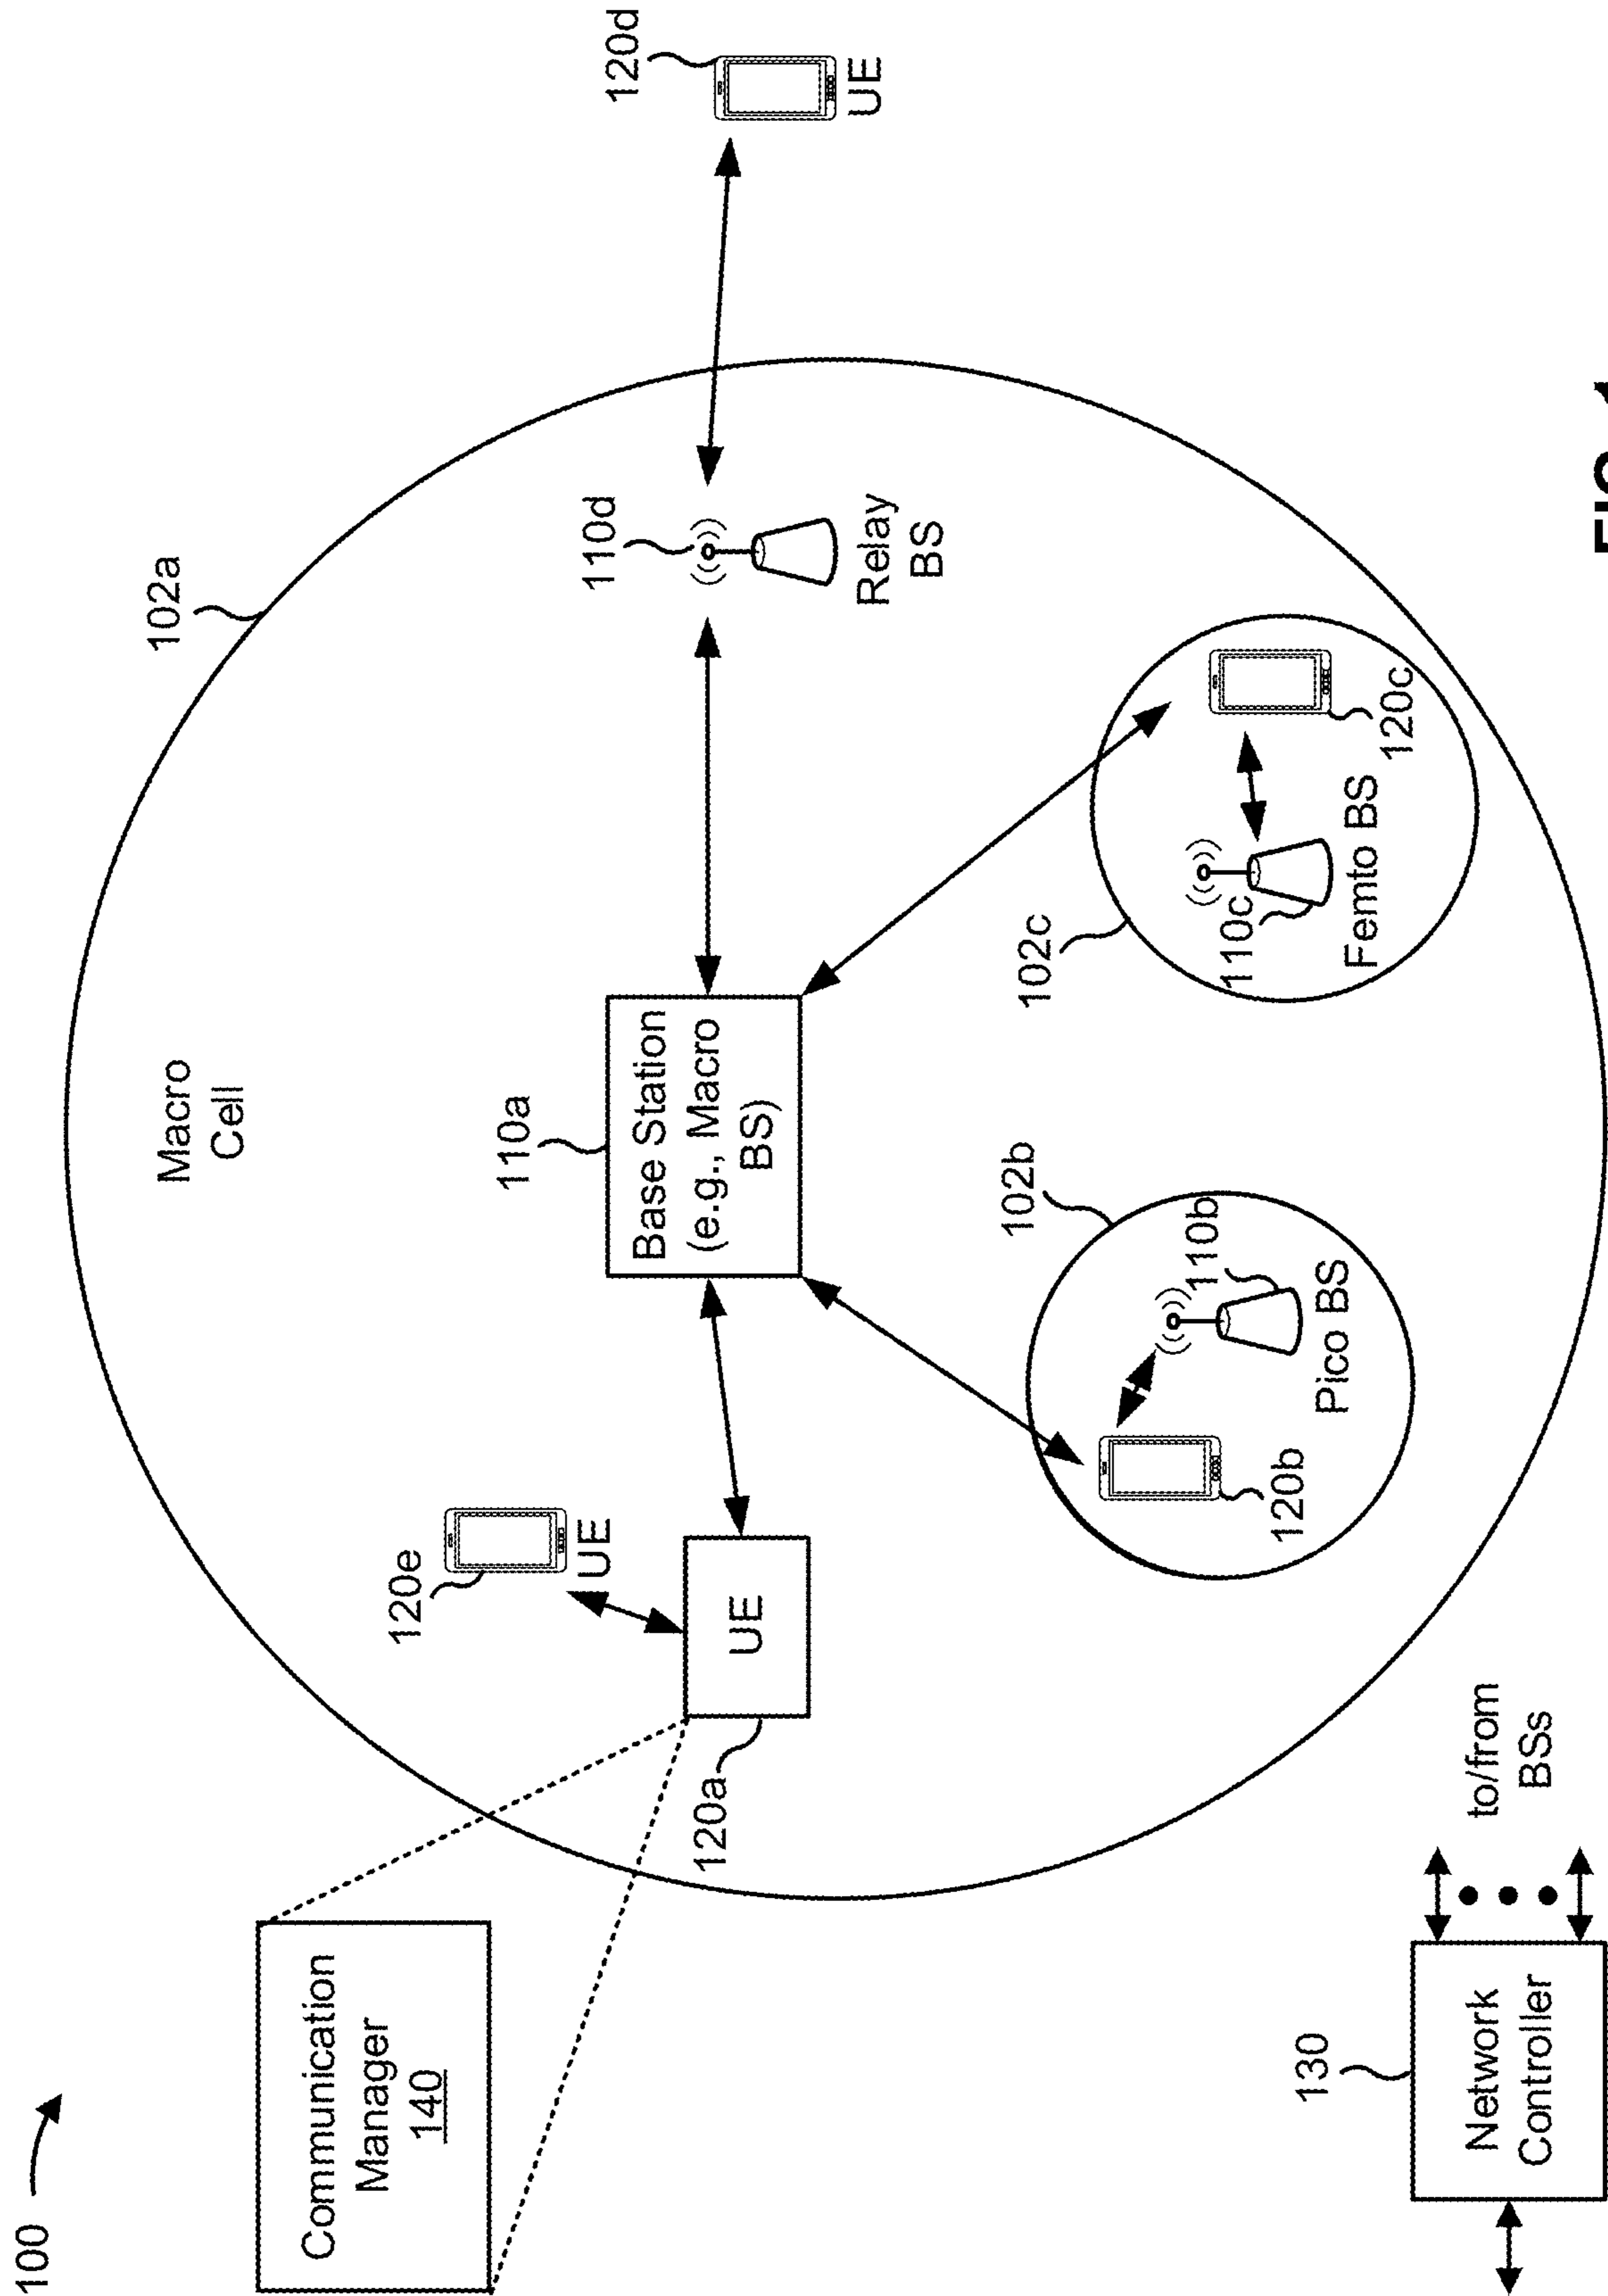 100
Communication
Manager
140
Macro
Cell
102a
120e
UE
UE
120a
110a
Base Station
(e.g., Macro
BS)
110d
Relay
BS
120d
UE
102b
110b
120b
Pico BS
102c
110c
120c
Femto BS
130
Network
Controller
to/from
BSs